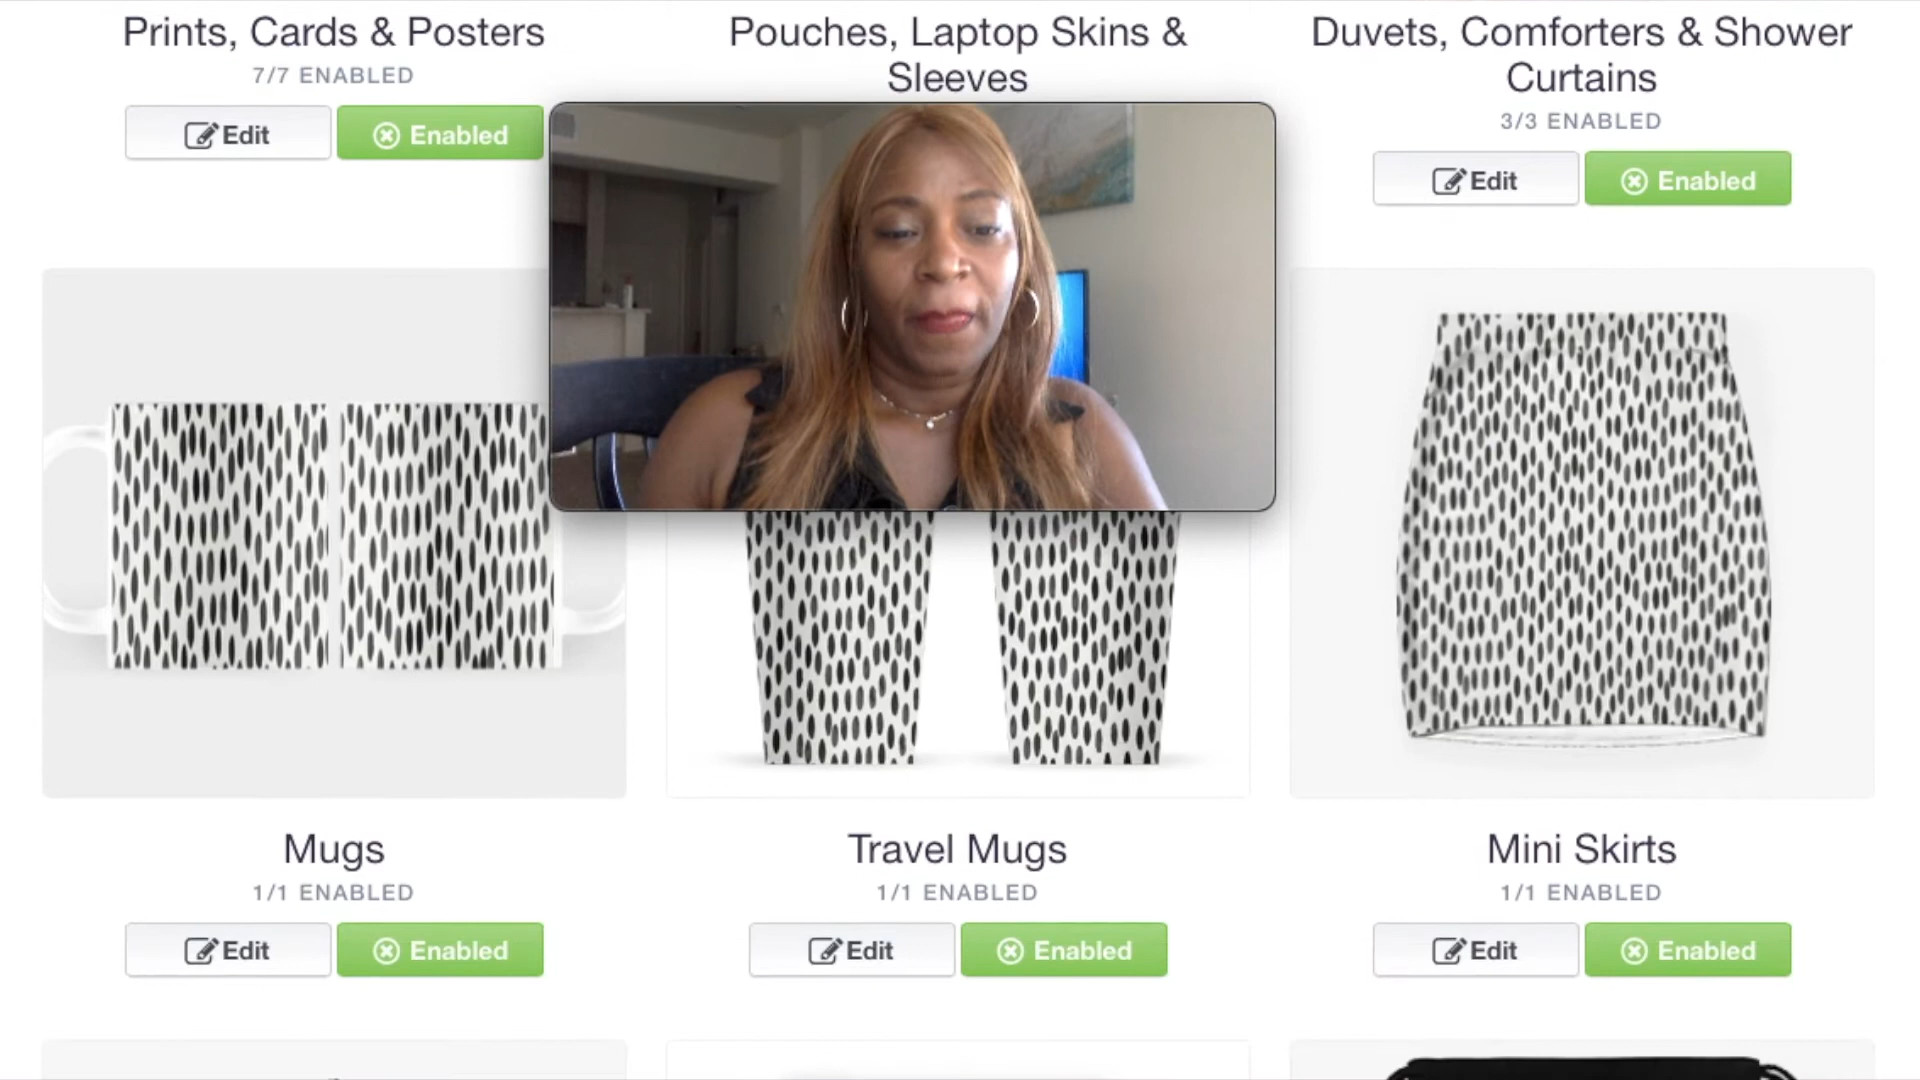 Prints, Cards & Posters
7/7 ENABLED
Edit
Enabled
Pouches, Laptop Skins &
Sleeves
Duvets, Comforters & Shower
Curtains
3/3 ENABLED
Edit
Enabled
Mugs
1/1 ENABLED
Edit
Enabled
Travel Mugs
1/1 ENABLED
Edit
Enabled
Mini Skirts
1/1 ENABLED
Edit
Enabled